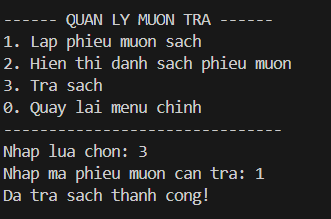 ------ QUAN LY MUON TRA ------
1. Lap phieu muon sach
2. Hien thi danh sach phieu muon
3. Tra sach
0. Quay lai menu chinh
-------------------------------
Nhap lua chon: 3
Nhap ma phieu muon can tra: 1
Da tra sach thanh cong!